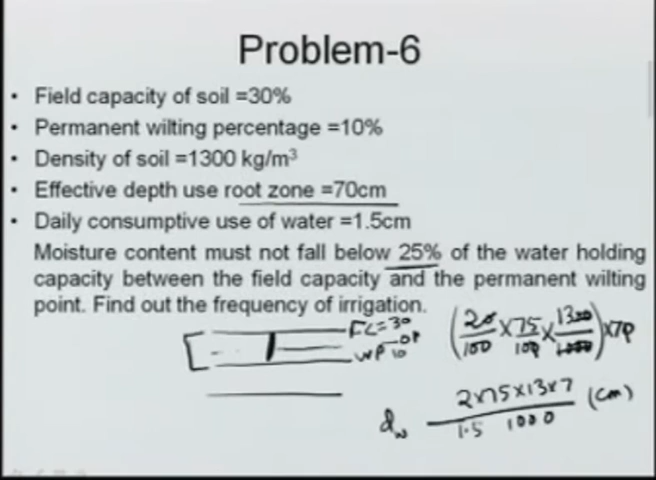 Problem-6
• Field capacity of soil =30%
• Permanent wilting percentage =10%
• Density of soil =1300 kg/m³
• Effective depth use root zone =70cm
• Daily consumptive use of water =1.5cm
Moisture content must not fall below 25% of the water holding
capacity between the field capacity and the permanent wilting
point. Find out the frequency of irrigation.
FC=30
WP 10
(20/100 × 75/100 × 1300/1000) × 70
2×75×13×7 (cm)
dw
1.5 1000